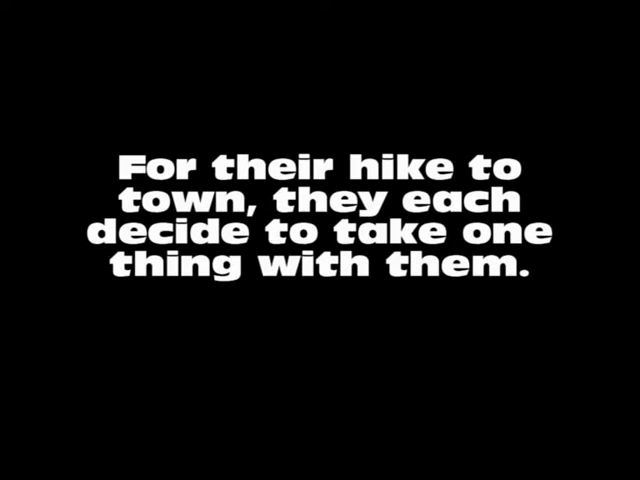 For their hike to
town, they each
decide to take one
thing with them.